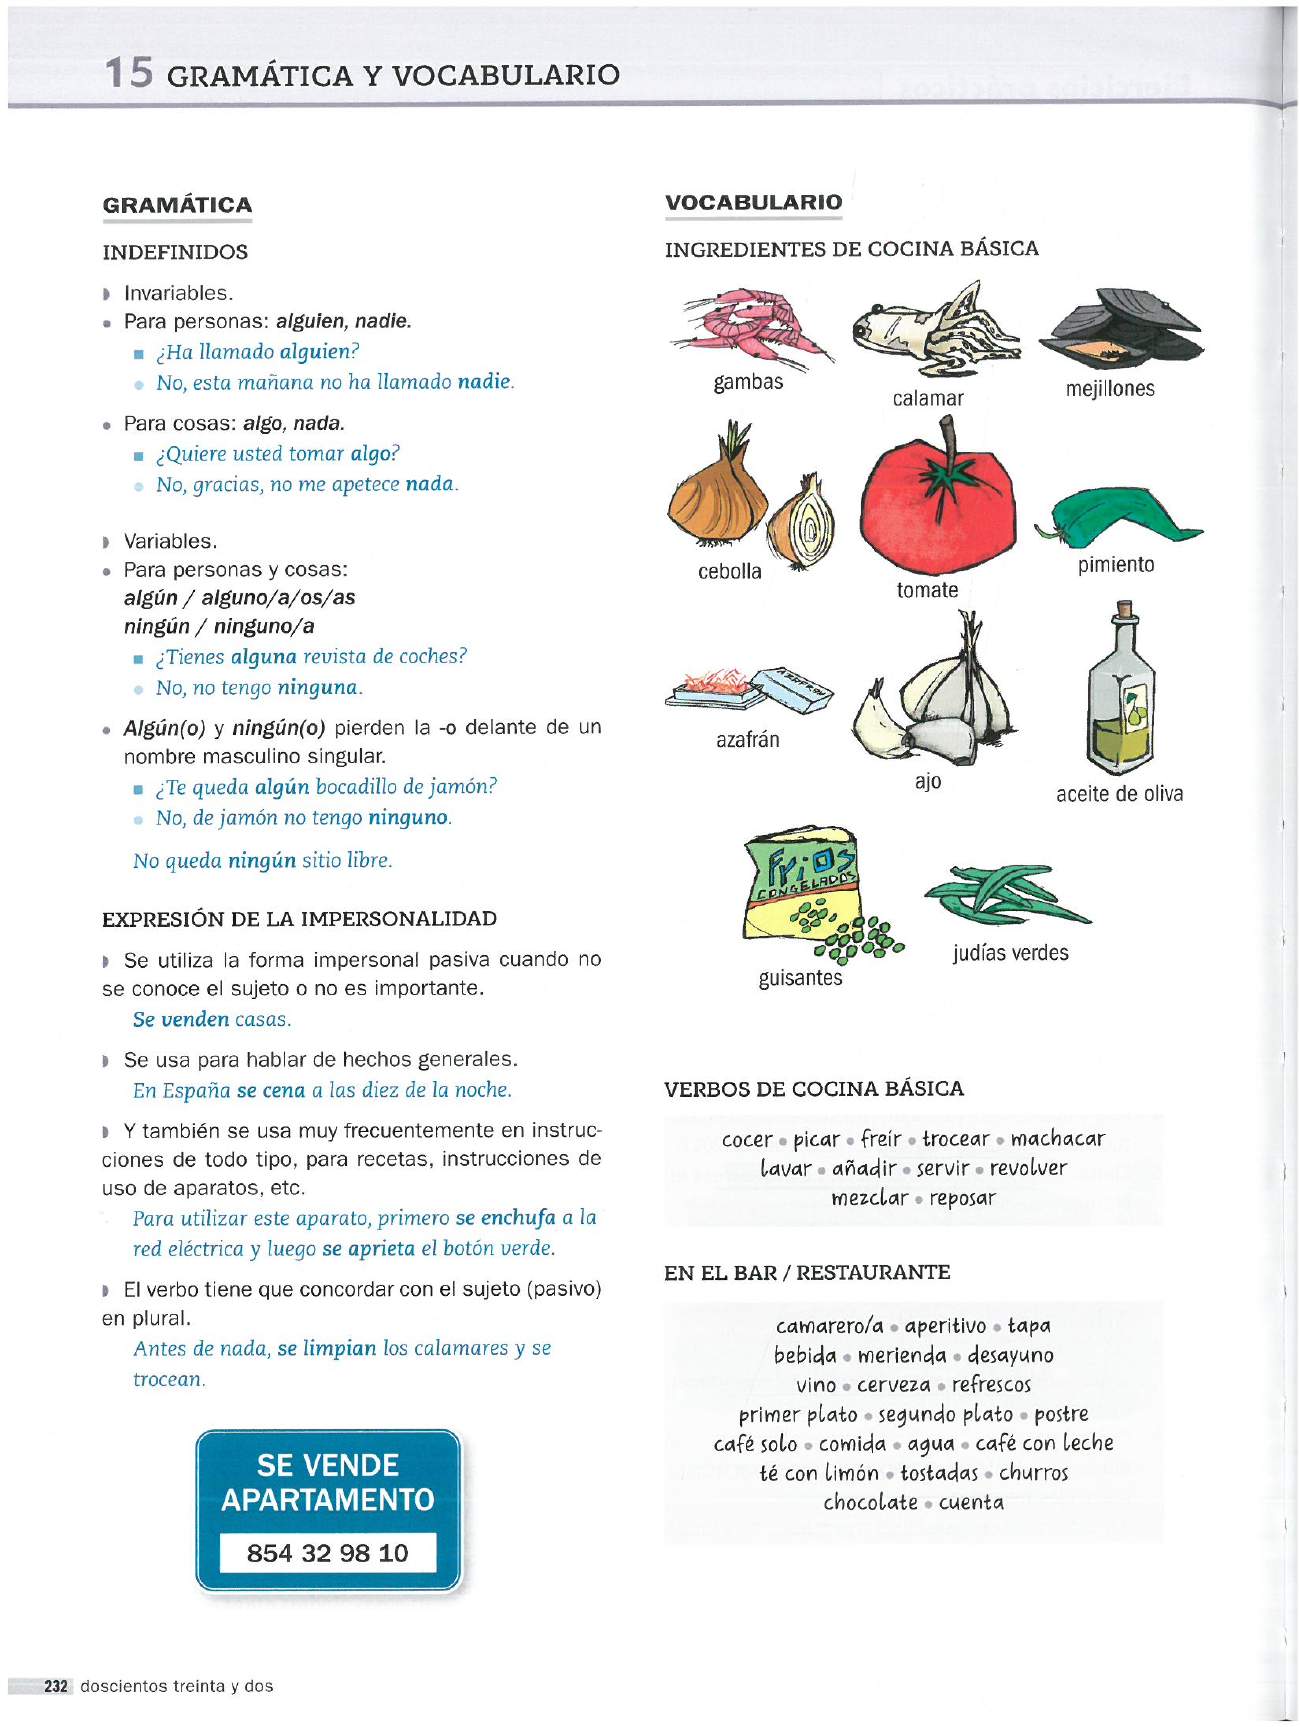 15 GRAMÁTICA Y VOCABULARIO
GRAMÁTICA
INDEFINIDOS
Invariables.
• Para personas: alguien, nadie.
■ ¿Ha llamado alguien?
• No, esta mañana no ha llamado nadie.
• Para cosas: algo, nada.
■ ¿Quiere usted tomar algo?
• No, gracias, no me apetece nada.
Variables.
• Para personas y cosas:
algún / alguno/a/os/as
ningún / ninguno/a
■ ¿Tienes alguna revista de coches?
• No, no tengo ninguna.
• Algún(o) y ningún(o) pierden la -o delante de un
nombre masculino singular.
■ ¿Te queda algún bocadillo de jamón?
• No, de jamón no tengo ninguno.
No queda ningún sitio libre.
EXPRESIÓN DE LA IMPERSONALIDAD
Se utiliza la forma impersonal pasiva cuando no
se conoce el sujeto o no es importante.
Se venden casas.
Se usa para hablar de hechos generales.
En España se cena a las diez de la noche.
Y también se usa muy frecuentemente en instruc-
ciones de todo tipo, para recetas, instrucciones de
uso de aparatos, etc.
Para utilizar este aparato, primero se enchufa a la
red eléctrica y luego se aprieta el botón verde.
El verbo tiene que concordar con el sujeto (pasivo)
en plural.
Antes de nada, se limpian los calamares y se
trocean.
SE VENDE
APARTAMENTO
854 32 98 10
VOCABULARIO
INGREDIENTES DE COCINA BÁSICA
gambas
calamar
mejillones
cebolla
tomate
pimiento
AZAFRÁN
azafrán
ajo
aceite de oliva
FRiOS
CONGELADOS
guisantes
judías verdes
VERBOS DE COCINA BÁSICA
cocer • picar • freír • trocear • machacar
lavar • añadir • servir • revolver
mezclar • reposar
EN EL BAR / RESTAURANTE
camarero/a • aperitivo • tapa
bebida • merienda • desayuno
vino • cerveza • refrescos
primer plato • segundo plato • postre
café solo • comida • agua • café con leche
té con limón • tostadas • churros
chocolate • cuenta
232 doscientos treinta y dos